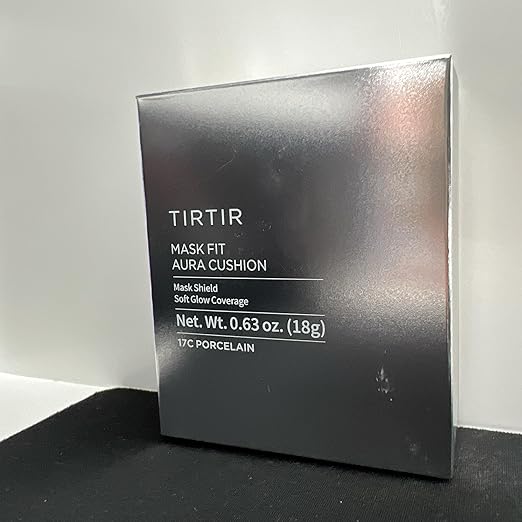 TIRTIR
MASK FIT
AURA CUSHION
Mask Shield
Soft Glow Coverage
Net. Wt. 0.63 oz. (18g)
17C PORCELAIN